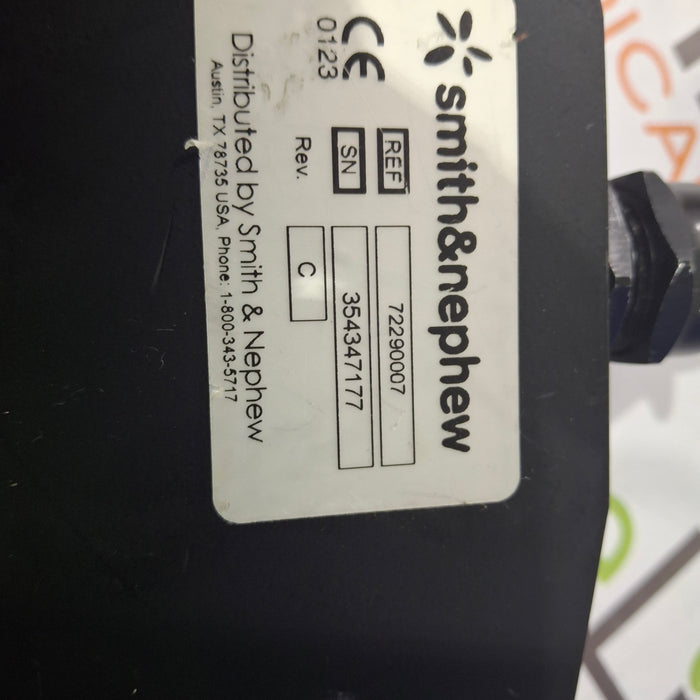 smith&nephew
REF 72290007
CE SN 354347177
0123 Rev. C
Distributed by Smith & Nephew
Austin, TX 78735 USA, Phone: 1-800-343-5717
ICA